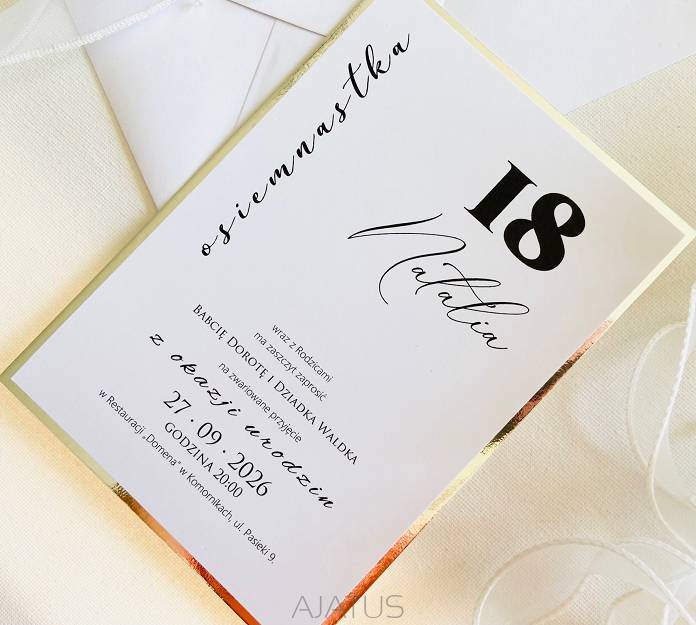 osiemnastka
18
Natalia
wraz z Rodzicami
ma zaszczyt zaprosić
Babcię Dorotę i Dziadka Waldka
na zwariowane przyjęcie
z okazji urodzin
27.09.2026
GODZINA 20:00
w Restauracji „Domena" w Komornikach, ul. Pasieki 9.
AJATUS